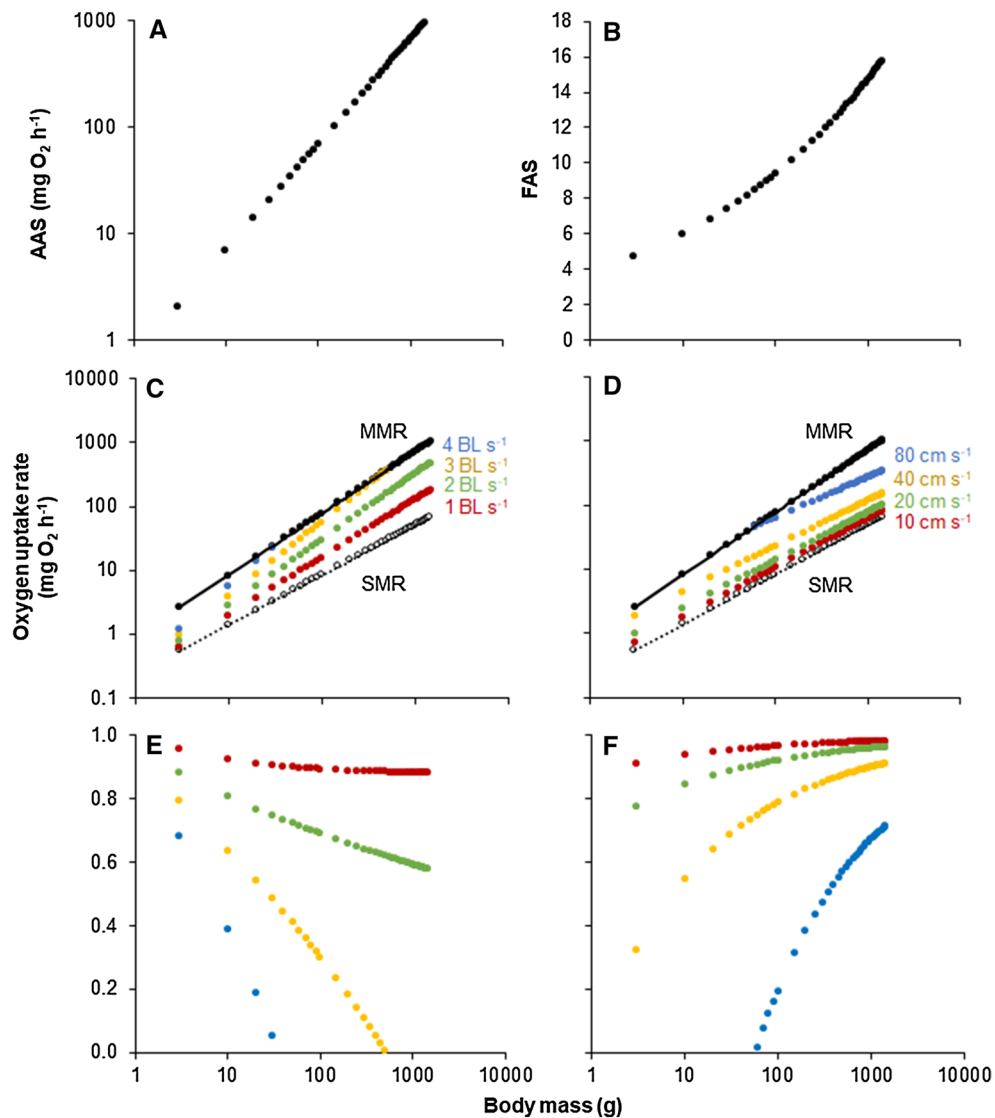 A
1000
100
10
1
AAS (mg O₂ h⁻¹)
B
18
16
14
12
10
8
6
4
2
0
FAS
C
10000
1000
100
10
1
0.1
Oxygen uptake rate
(mg O₂ h⁻¹)
MMR
4 BL s⁻¹
3 BL s⁻¹
2 BL s⁻¹
1 BL s⁻¹
SMR
D
MMR
80 cm s⁻¹
40 cm s⁻¹
20 cm s⁻¹
10 cm s⁻¹
SMR
E
1.0
0.8
0.6
0.4
0.2
0.0
1 10 100 1000 10000
F
1 10 100 1000 10000
Body mass (g)